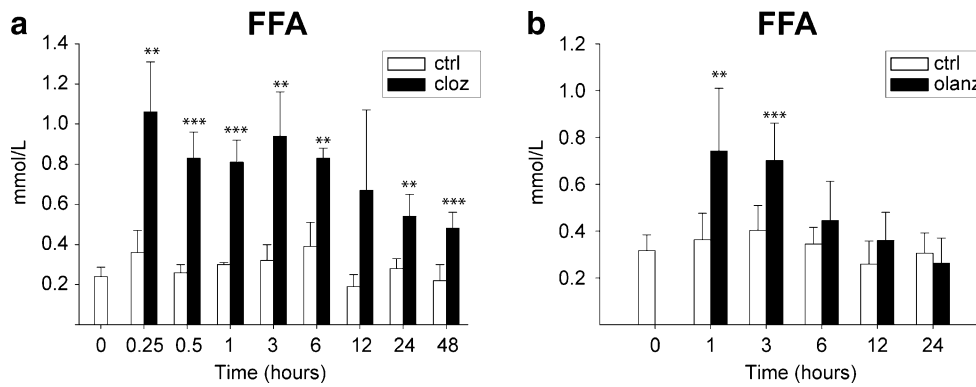 a
FFA
1.4
1.2
1.0
0.8
0.6
0.4
0.2
mmol/L
ctrl
cloz
**
***
***
**
**
**
***
0 0.25 0.5 1 3 6 12 24 48
Time (hours)
b
FFA
1.2
1.0
0.8
0.6
0.4
0.2
mmol/L
ctrl
olanz
**
***
0 1 3 6 12 24
Time (hours)